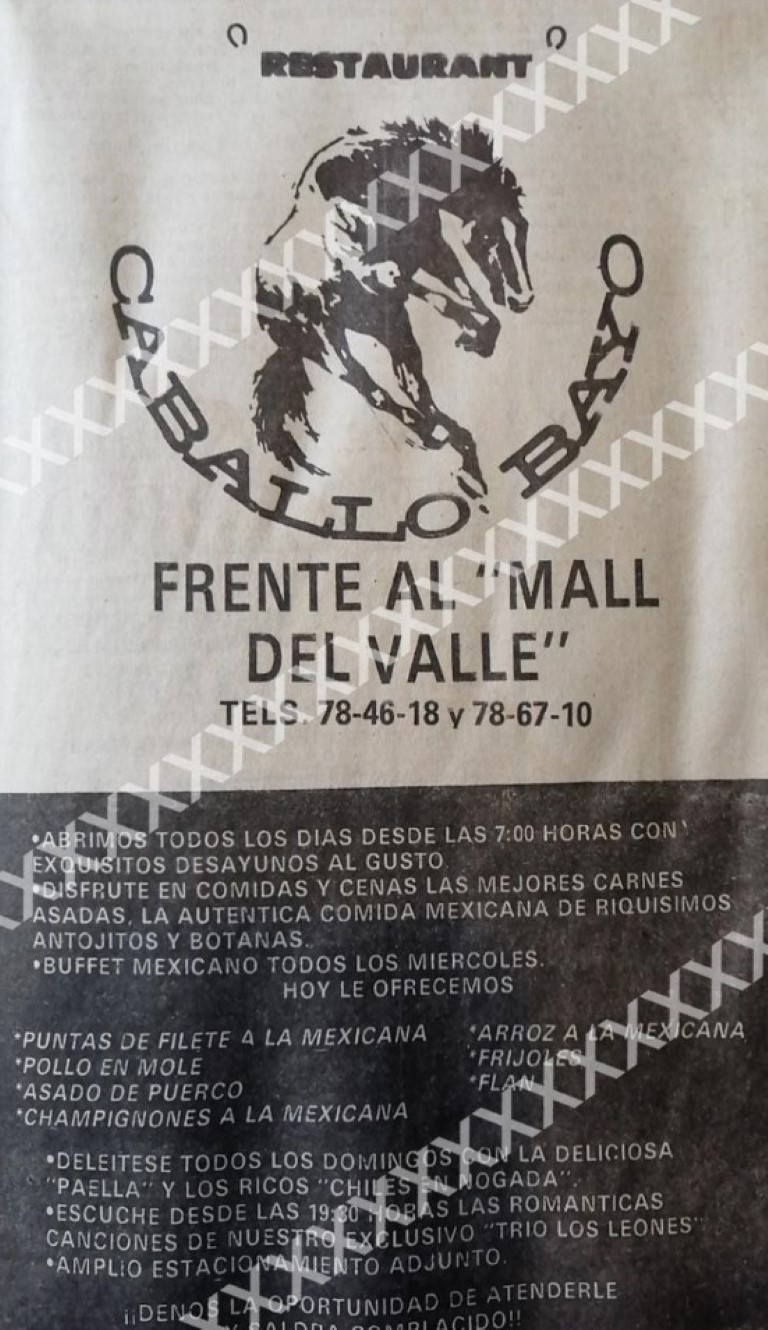 RESTAURANT
CABALLO BAYO
FRENTE AL "MALL
DEL VALLE"
TELS. 78-46-18 y 78-67-10
•ABRIMOS TODOS LOS DIAS DESDE LAS 7:00 HORAS CON
EXQUISITOS DESAYUNOS AL GUSTO.
•DISFRUTE EN COMIDAS Y CENAS LAS MEJORES CARNES
ASADAS, LA AUTENTICA COMIDA MEXICANA DE RIQUISIMOS
ANTOJITOS Y BOTANAS.
•BUFFET MEXICANO TODOS LOS MIERCOLES.
HOY LE OFRECEMOS
*PUNTAS DE FILETE A LA MEXICANA
*POLLO EN MOLE
*ASADO DE PUERCO
*CHAMPIGNONES A LA MEXICANA
*ARROZ A LA MEXICANA
*FRIJOLES
*FLAN
•DELEITESE TODOS LOS DOMINGOS CON LA DELICIOSA
"PAELLA" Y LOS RICOS "CHILES EN NOGADA".
•ESCUCHE DESDE LAS 19:30 HORAS LAS ROMANTICAS
CANCIONES DE NUESTRO EXCLUSIVO "TRIO LOS LEONES"
•AMPLIO ESTACIONAMIENTO ADJUNTO.
¡¡DENOS LA OPORTUNIDAD DE ATENDERLE
Y SALDRA COMPLACIDO!!